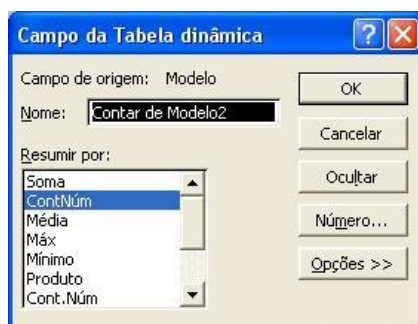 Campo da Tabela dinâmica
Campo de origem: Modelo
Nome: Contar de Modelo2
Resumir por:
Soma
ContNúm
Média
Máx
Mínimo
Produto
Cont.Núm
OK
Cancelar
Ocultar
Número...
Opções >>